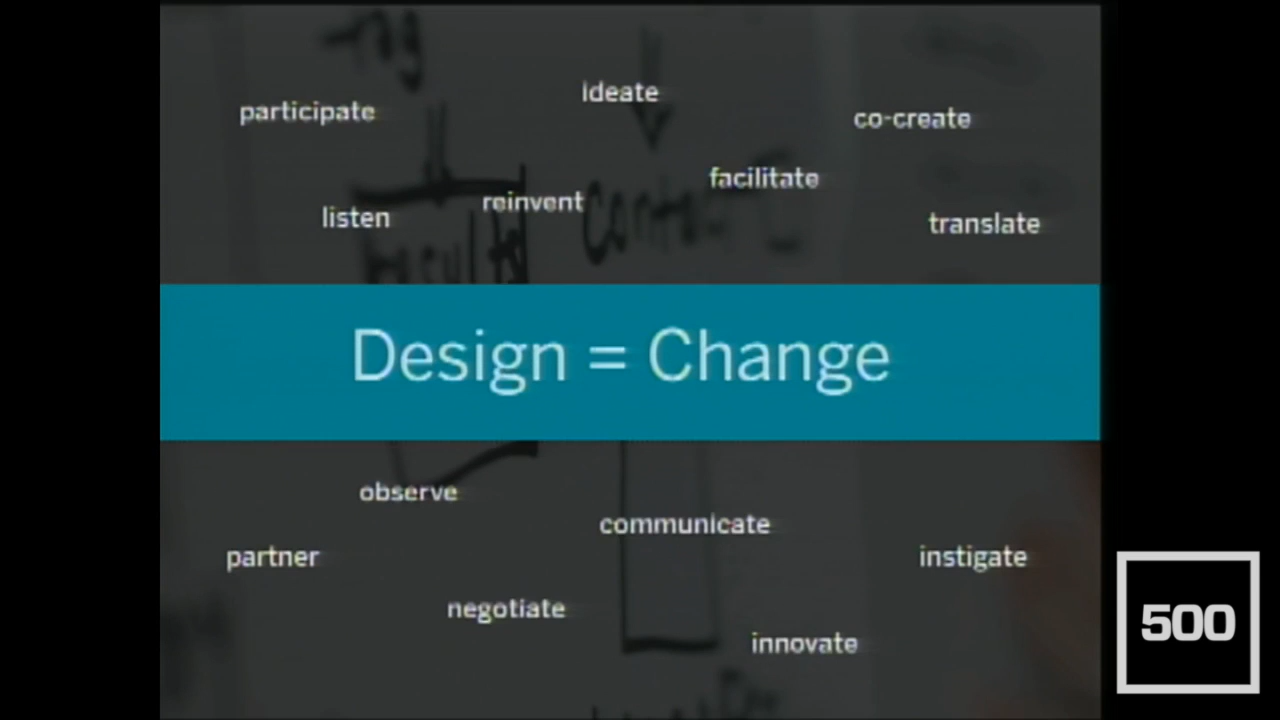 ideate
participate
co-create
facilitate
reinvent
listen
translate
Design = Change
observe
communicate
partner
instigate
negotiate
innovate
500